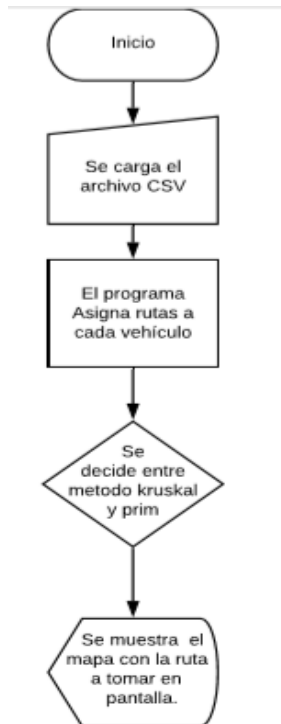 Inicio
Se carga el
archivo CSV
El programa
Asigna rutas a
cada vehículo
Se
decide entre
metodo kruskal
y prim
Se muestra el
mapa con la ruta
a tomar en
pantalla.